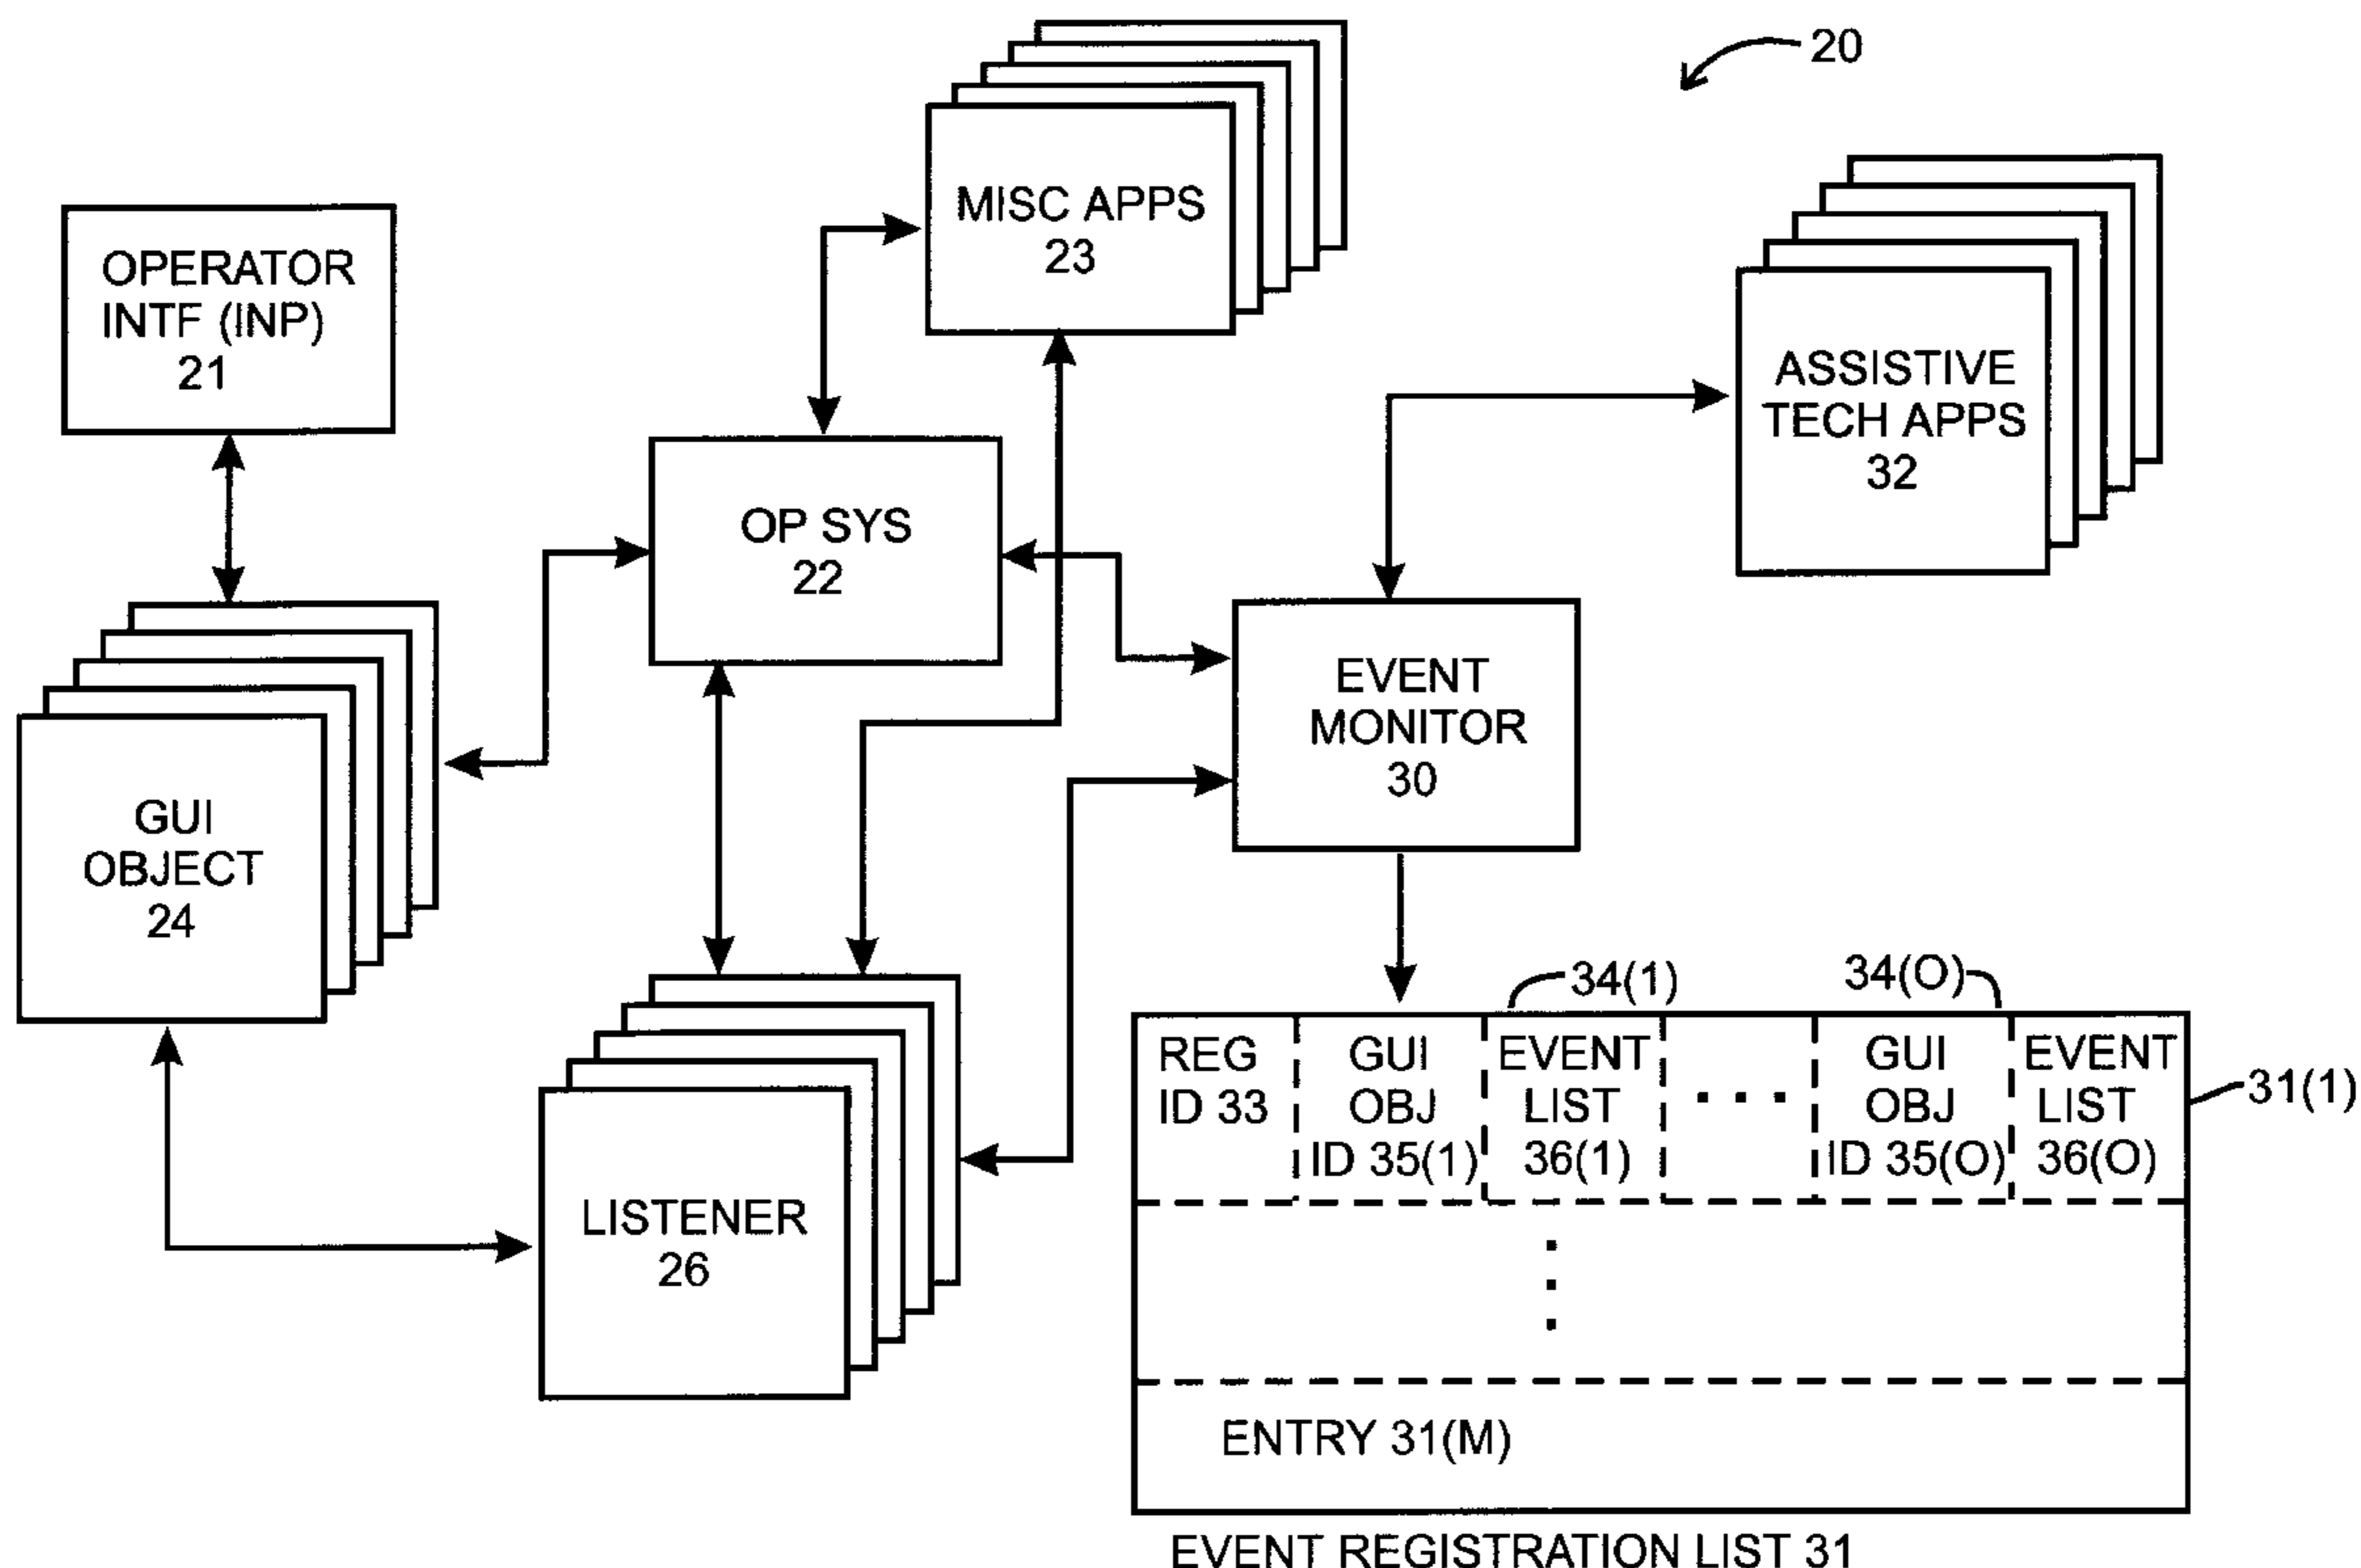 20
MISC APPS
23
OPERATOR
INTF (INP)
21
ASSISTIVE
TECH APPS
32
OP SYS
22
EVENT
MONITOR
30
GUI
OBJECT
24
LISTENER
26
34(1)
34(O)
REG
ID 33
GUI
OBJ
ID 35(1)
EVENT
LIST
36(1)
. . .
GUI
OBJ
ID 35(O)
EVENT
LIST
36(O)
31(1)
ENTRY 31(M)
EVENT REGISTRATION LIST 31